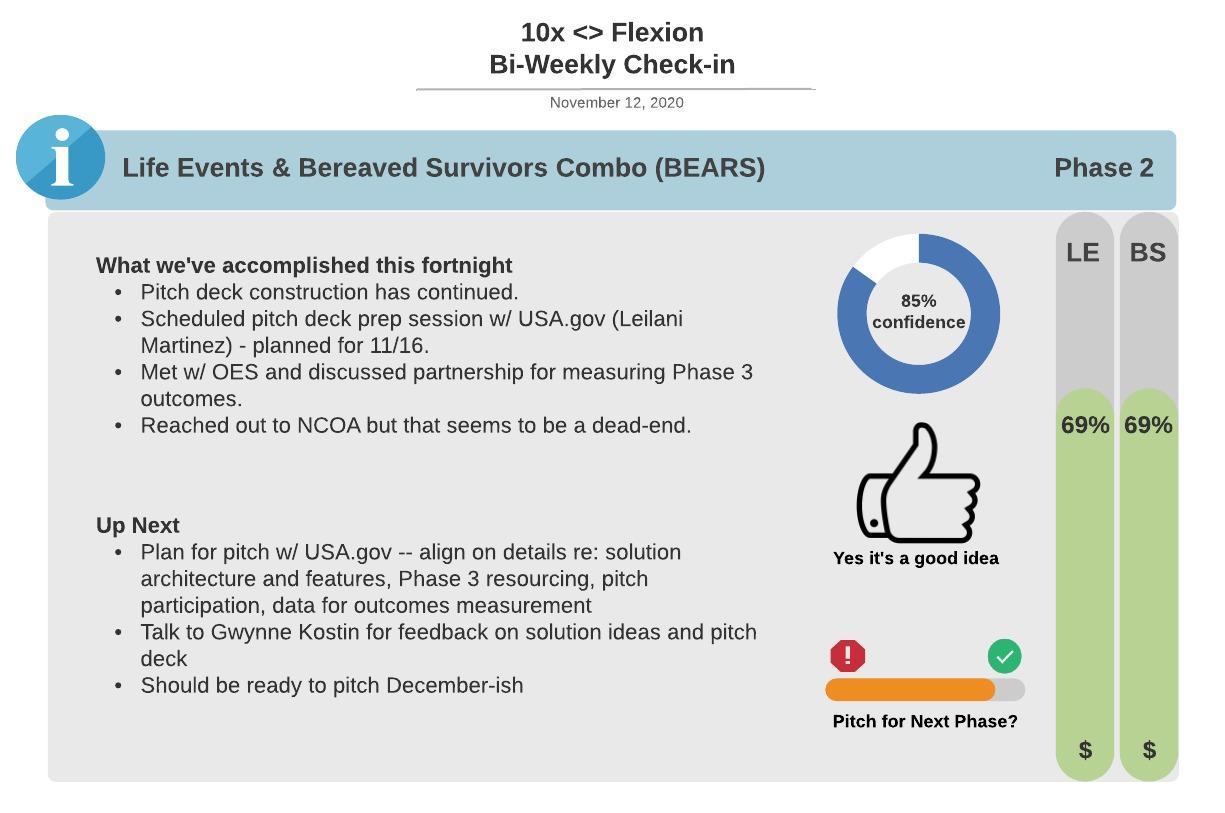 10x <> Flexion
Bi-Weekly Check-in
November 12, 2020
i
Life Events & Bereaved Survivors Combo (BEARS)
Phase 2
What we've accomplished this fortnight
• Pitch deck construction has continued.
• Scheduled pitch deck prep session w/ USA.gov (Leilani
Martinez) - planned for 11/16.
• Met w/ OES and discussed partnership for measuring Phase 3
outcomes.
• Reached out to NCOA but that seems to be a dead-end.
Up Next
• Plan for pitch w/ USA.gov -- align on details re: solution
architecture and features, Phase 3 resourcing, pitch
participation, data for outcomes measurement
• Talk to Gwynne Kostin for feedback on solution ideas and pitch
deck
• Should be ready to pitch December-ish
85%
confidence
Yes it's a good idea
!
Pitch for Next Phase?
LE
BS
69%
69%
$
$